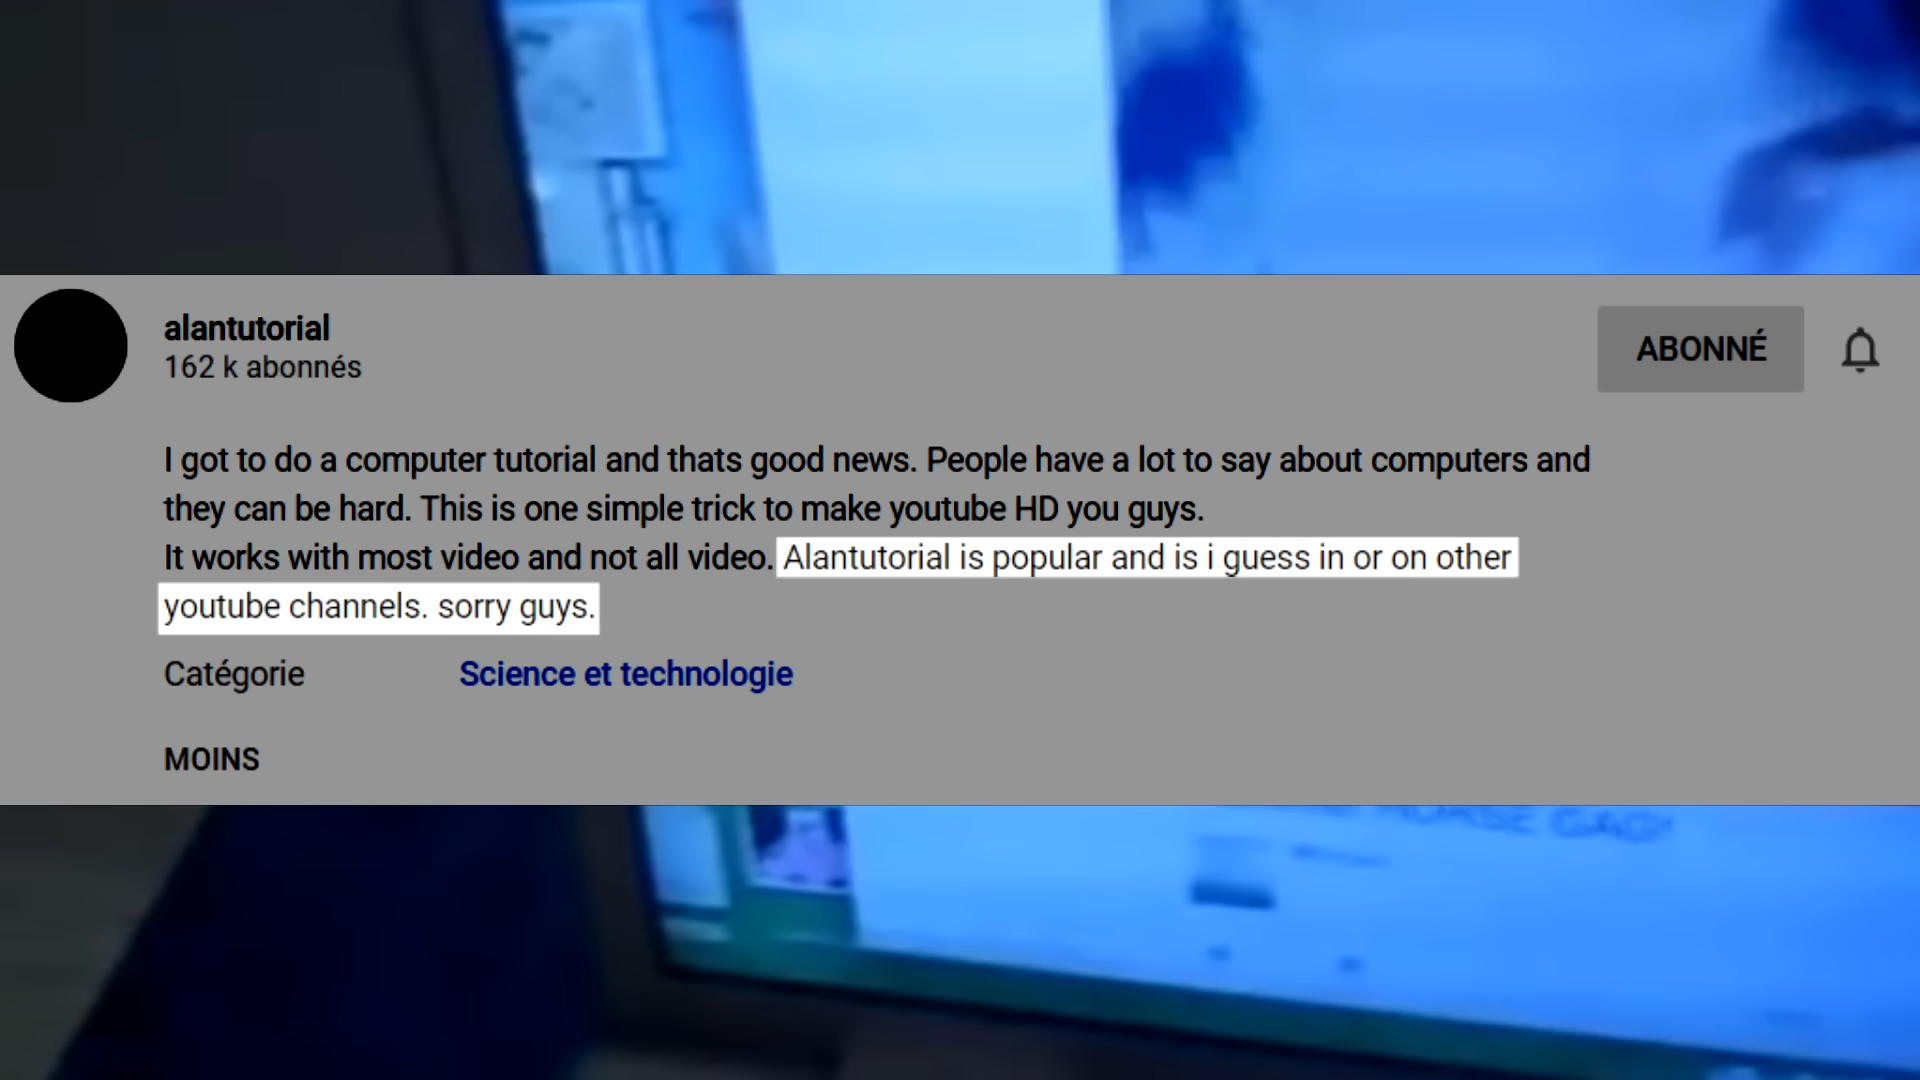 alantutorial
162 k abonnés
ABONNÉ
I got to do a computer tutorial and thats good news. People have a lot to say about computers and
they can be hard. This is one simple trick to make youtube HD you guys.
It works with most video and not all video. Alantutorial is popular and is i guess in or on other
youtube channels. sorry guys.
Catégorie Science et technologie
MOINS
GAG!